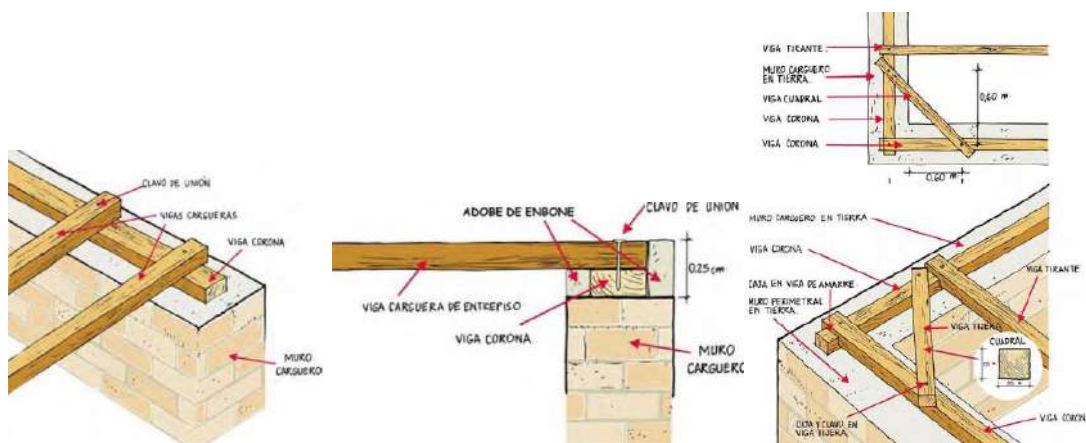 CLAVO DE UNIÓN
VIGAS CARGUERAS
VIGA CORONA
MURO
CARGUERO
ADOBE DE ENBONE
CLAVO DE UNION
0.25 cm
VIGA CARGUERA DE ENTREPISO
VIGA CORONA
MURO
CARGUERO
VIGA TIRANTE
MURO CARGUERO
EN TIERRA
VIGA CUADRAL
VIGA CORONA
VIGA CORONA
0,60 m
0.60 m
MURO CARGUERO EN TIERRA
VIGA CORONA
CAJA EN VIGA DE AMARRE
MURO PERIMETRAL
EN TIERRA
VIGA TIRANTE
VIGA TIJERA
CUADRAL
CAJA Y CLAVO EN
VIGA TIJERA
VIGA CORON